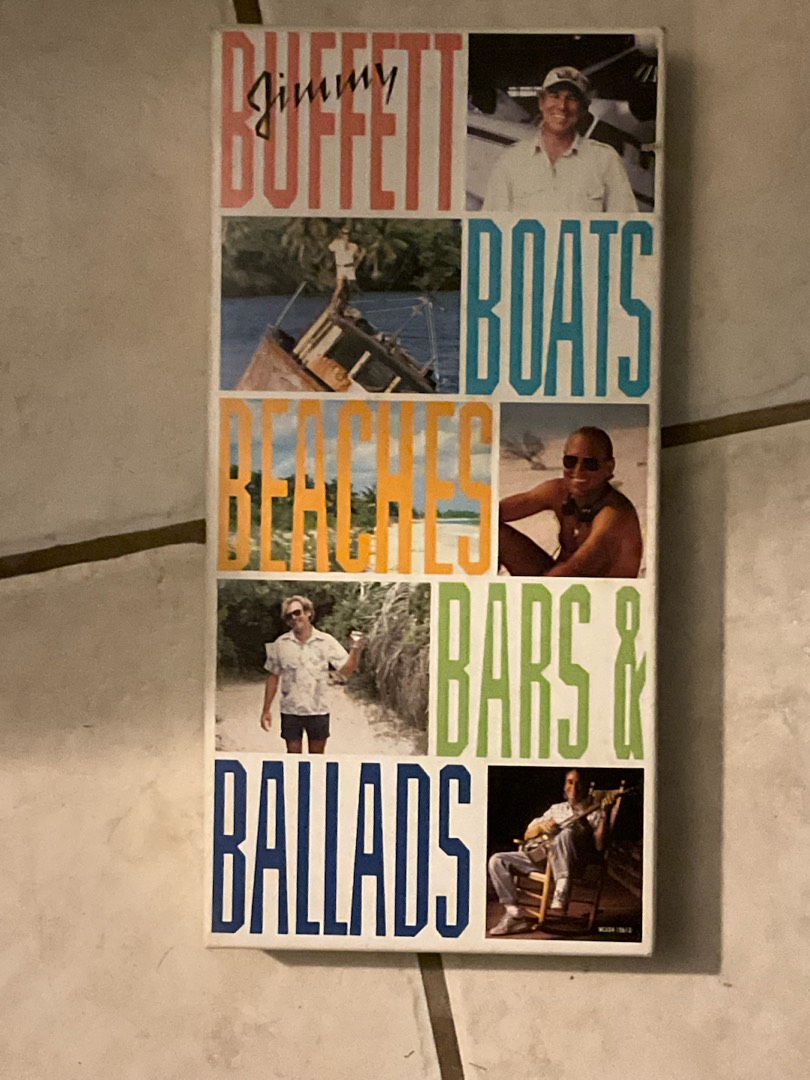 Jimmy
BUFFETT
BOATS
BEACHES
BARS &
BALLADS